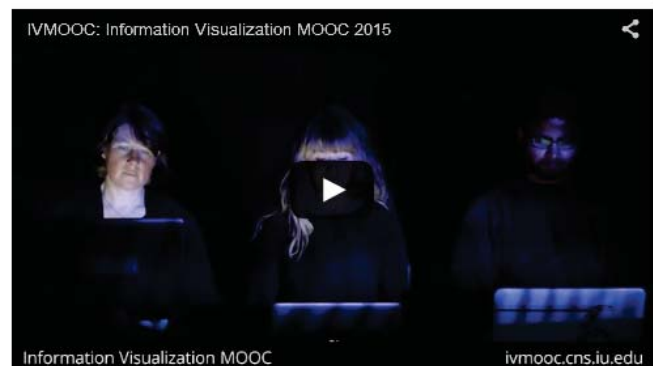 IVMOOC: Information Visualization MOOC 2015
Information Visualization MOOC
ivmooc.cns.iu.edu